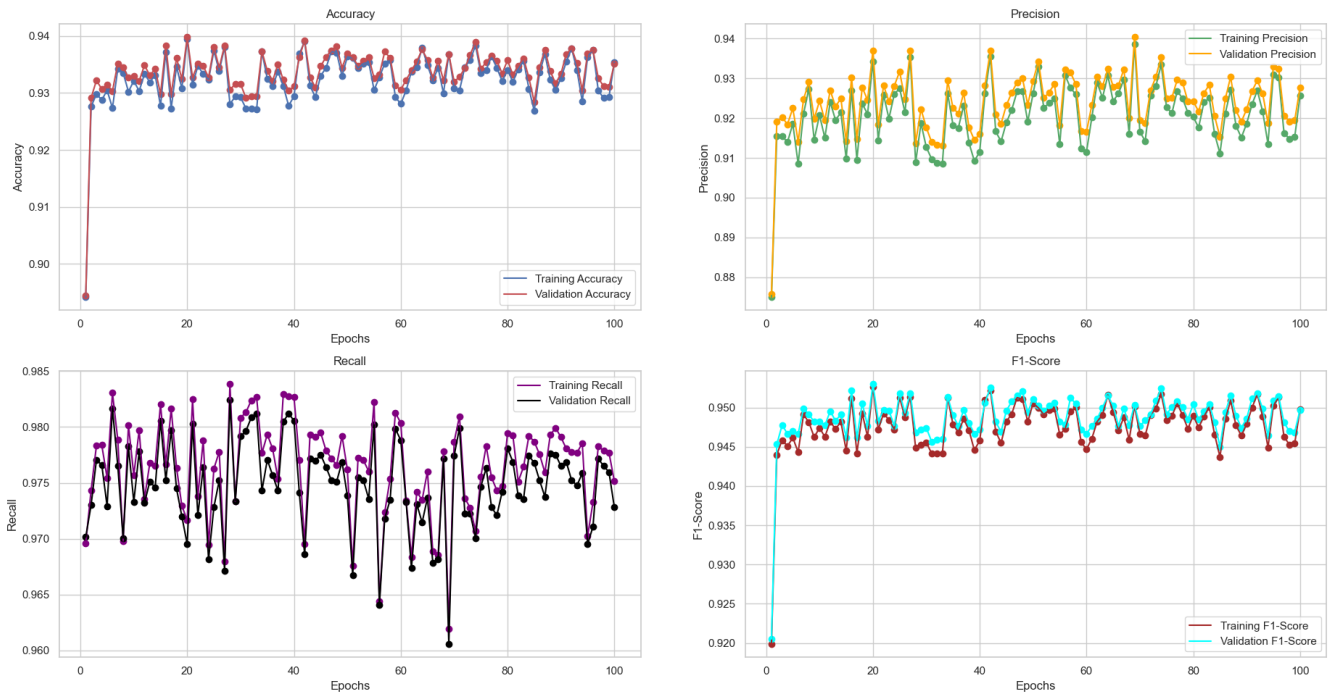 Accuracy
0.94
0.93
0.92
0.91
0.90
Accuracy
Training Accuracy
Validation Accuracy
0
20
40
60
80
100
Epochs
Precision
0.94
0.93
0.92
0.91
0.90
0.89
0.88
Precision
Training Precision
Validation Precision
0
20
40
60
80
100
Epochs
Recall
0.985
0.980
0.975
0.970
0.965
0.960
Recall
Training Recall
Validation Recall
0
20
40
60
80
100
Epochs
F1-Score
0.950
0.945
0.940
0.935
0.930
0.925
0.920
F1-Score
Training F1-Score
Validation F1-Score
0
20
40
60
80
100
Epochs